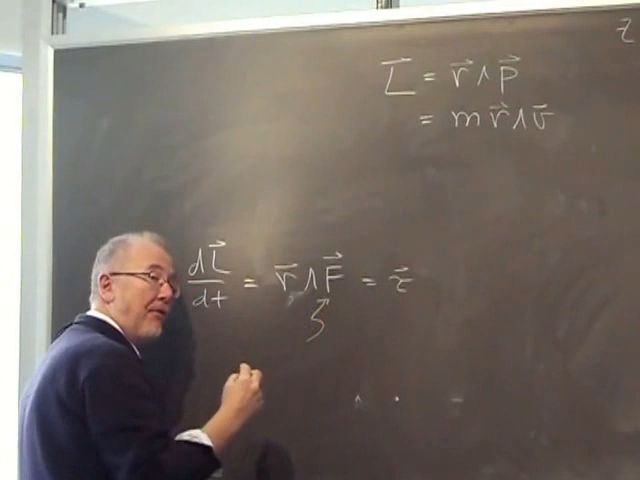 z
L⃗ = r⃗ ∧ p⃗
= m r⃗ ∧ v⃗
dL⃗/dt = r⃗ ∧ F⃗ = τ⃗